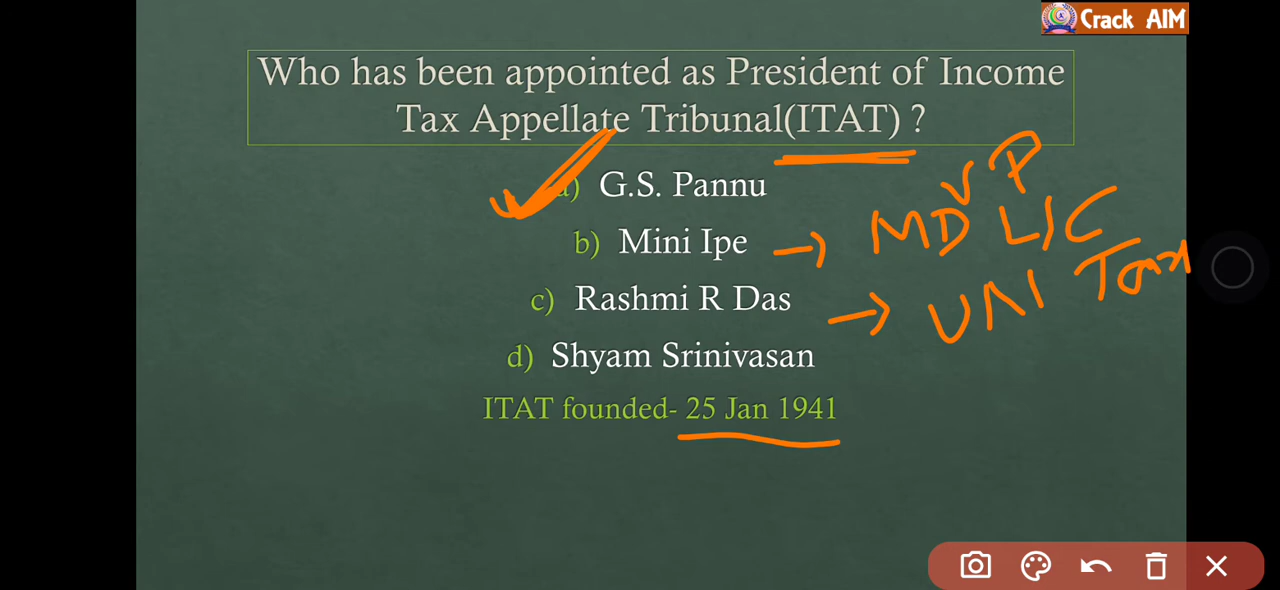 Crack AIM
Who has been appointed as President of Income
Tax Appellate Tribunal(ITAT) ?
a) G.S. Pannu
b) Mini Ipe → MD LIC
c) Rashmi R Das → UN Tax
d) Shyam Srinivasan
ITAT founded- 25 Jan 1941